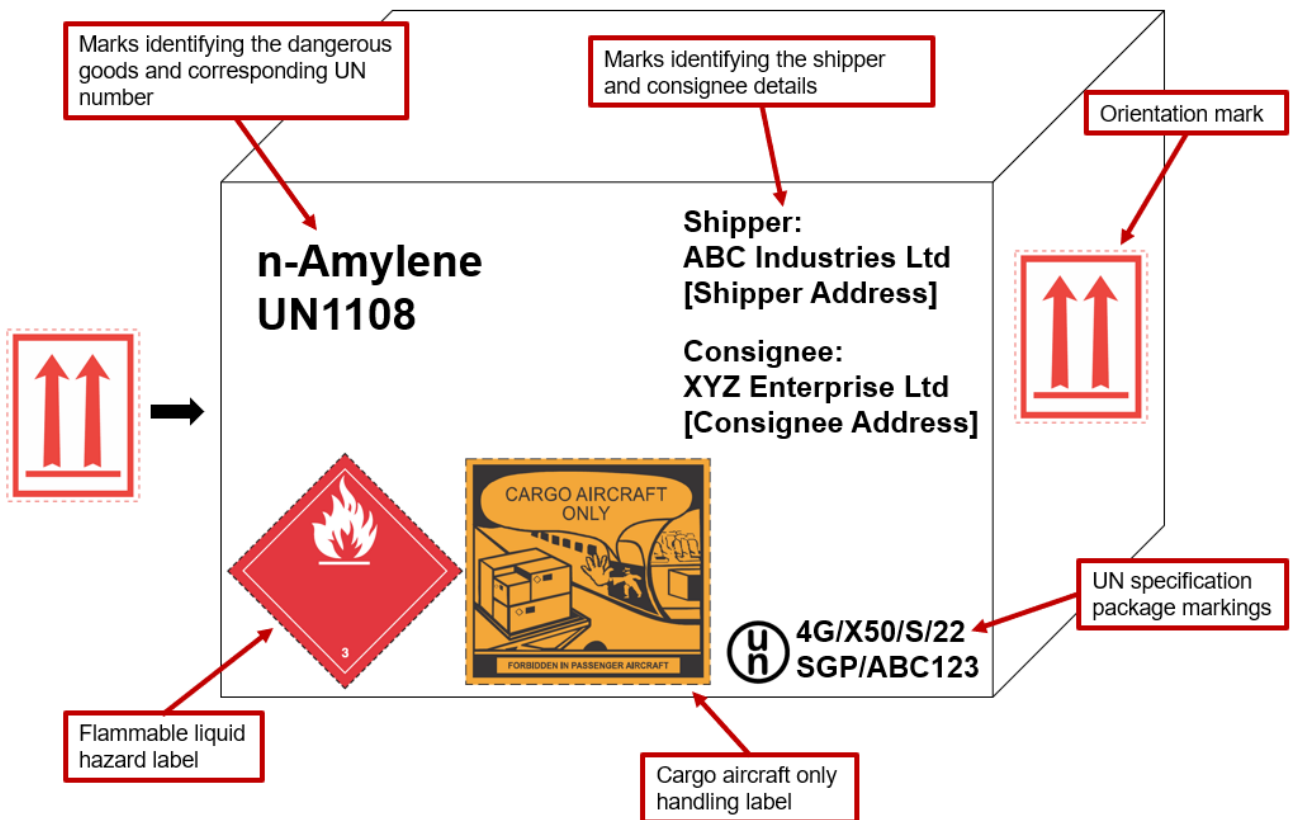 Marks identifying the dangerous
goods and corresponding UN
number
Marks identifying the shipper
and consignee details
Orientation mark
n-Amylene
UN1108
Shipper:
ABC Industries Ltd
[Shipper Address]
Consignee:
XYZ Enterprise Ltd
[Consignee Address]
CARGO AIRCRAFT
ONLY
FORBIDDEN IN PASSENGER AIRCRAFT
3
un
4G/X50/S/22
SGP/ABC123
UN specification
package markings
Flammable liquid
hazard label
Cargo aircraft only
handling label